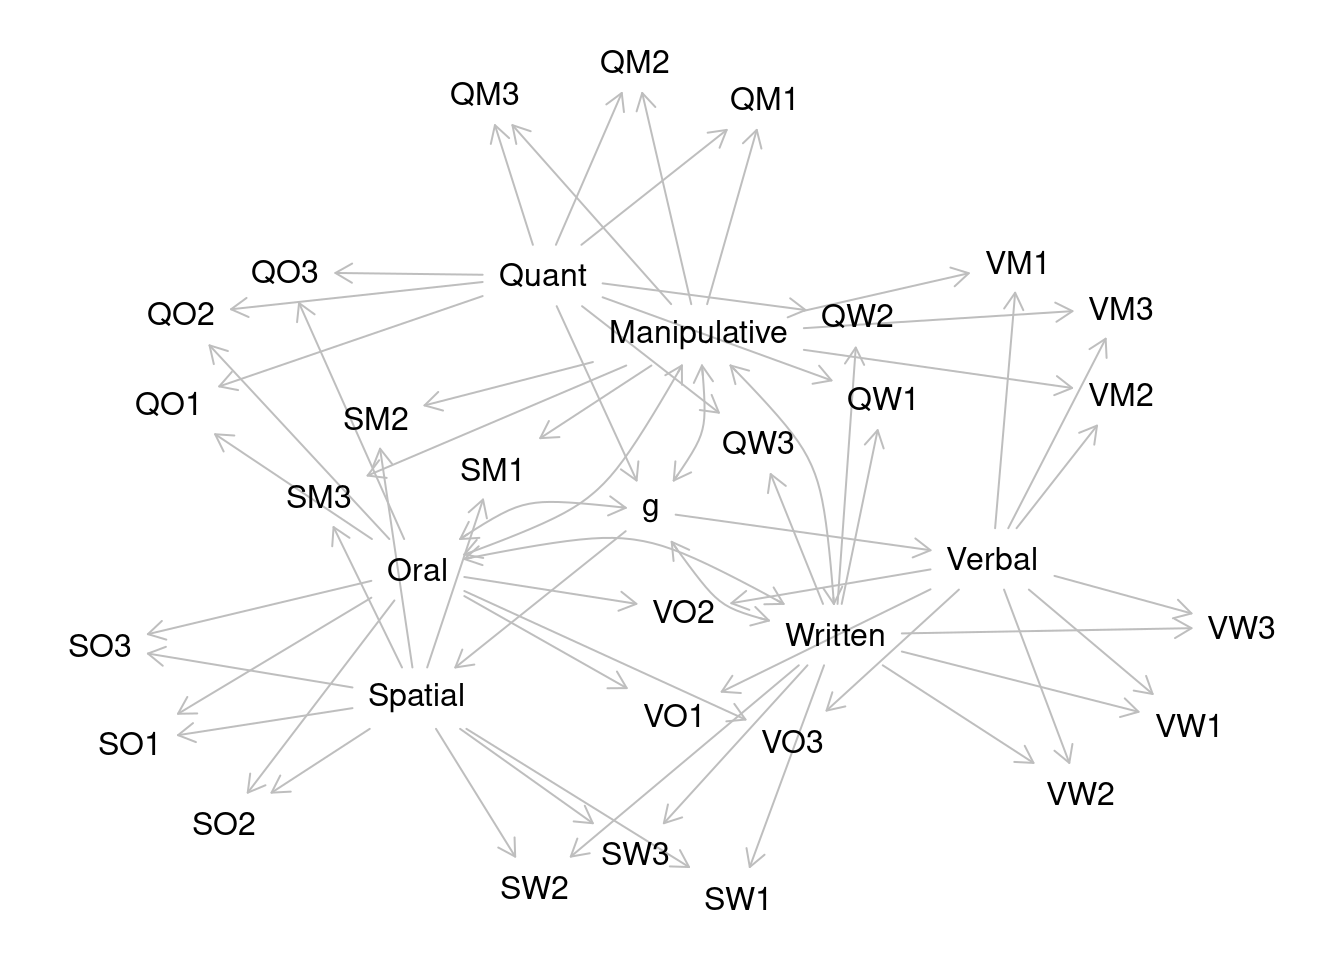 QM2
QM3
QM1
VM1
QO3
Quant
VM3
QO2
QW2
Manipulative
VM2
QO1
QW1
SM2
QW3
SM1
SM3
g
Verbal
Oral
VO2
VW3
Written
SO3
Spatial
VO1
VW1
SO1
VO3
VW2
SO2
SW3
SW2
SW1